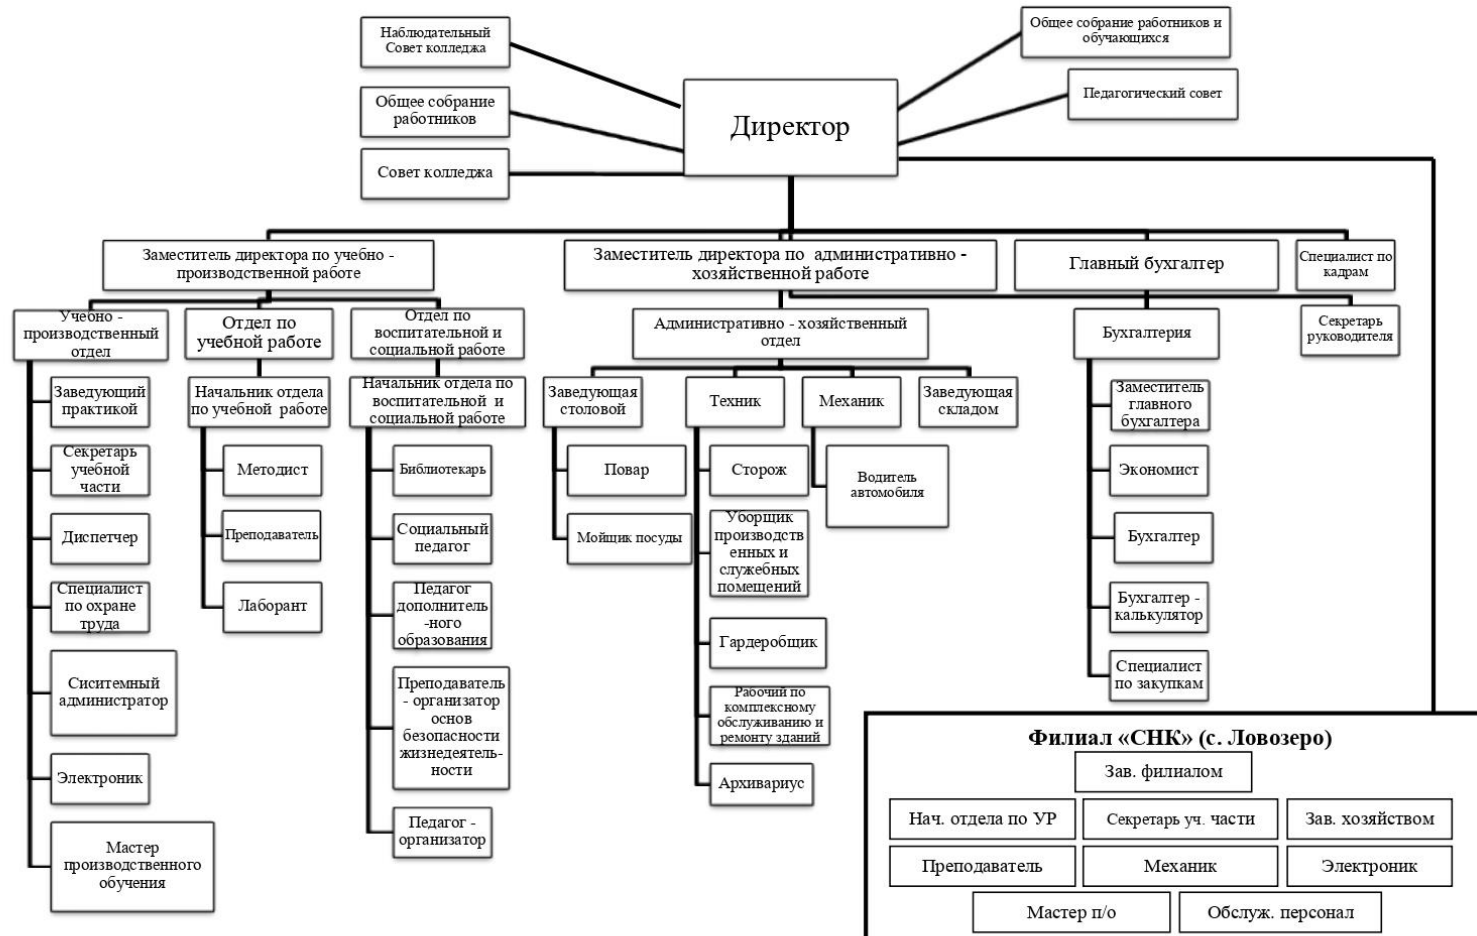 Наблюдательный
Совет колледжа
Общее собрание работников и
обучающихся
Общее собрание
работников
Педагогический совет
Директор
Совет колледжа
Заместитель директора по учебно -
производственной работе
Заместитель директора по административно -
хозяйственной работе
Главный бухгалтер
Специалист по
кадрам
Учебно -
производственный
отдел
Отдел по
учебной работе
Отдел по
воспитательной и
социальной работе
Административно - хозяйственный
отдел
Бухгалтерия
Секретарь
руководителя
Заведующий
практикой
Секретарь
учебной
части
Диспетчер
Специалист
по охране
труда
Сиситемный
администратор
Электроник
Мастер
производственного
обучения
Начальник отдела
по учебной работе
Методист
Преподаватель
Лаборант
Начальник отдела по
воспитательной и
социальной работе
Библиотекарь
Социальный
педагог
Педагог
дополнитель
-ного
образования
Преподаватель
- организатор
основ
безопасности
жизнедеятель-
ности
Педагог -
организатор
Заведующая
столовой
Повар
Мойщик посуды
Техник
Сторож
Уборщик
производств
енных и
служебных
помещений
Гардеробщик
Рабочий по
комплексному
обслуживанию и
ремонту зданий
Архивариус
Механик
Водитель
автомобиля
Заведующая
складом
Заместитель
главного
бухгалтера
Экономист
Бухгалтер
Бухгалтер -
калькулятор
Специалист
по закупкам
Филиал «СНК» (с. Ловозеро)
Зав. филиалом
Нач. отдела по УР
Секретарь уч. части
Зав. хозяйством
Преподаватель
Механик
Электроник
Мастер п/о
Обслуж. персонал